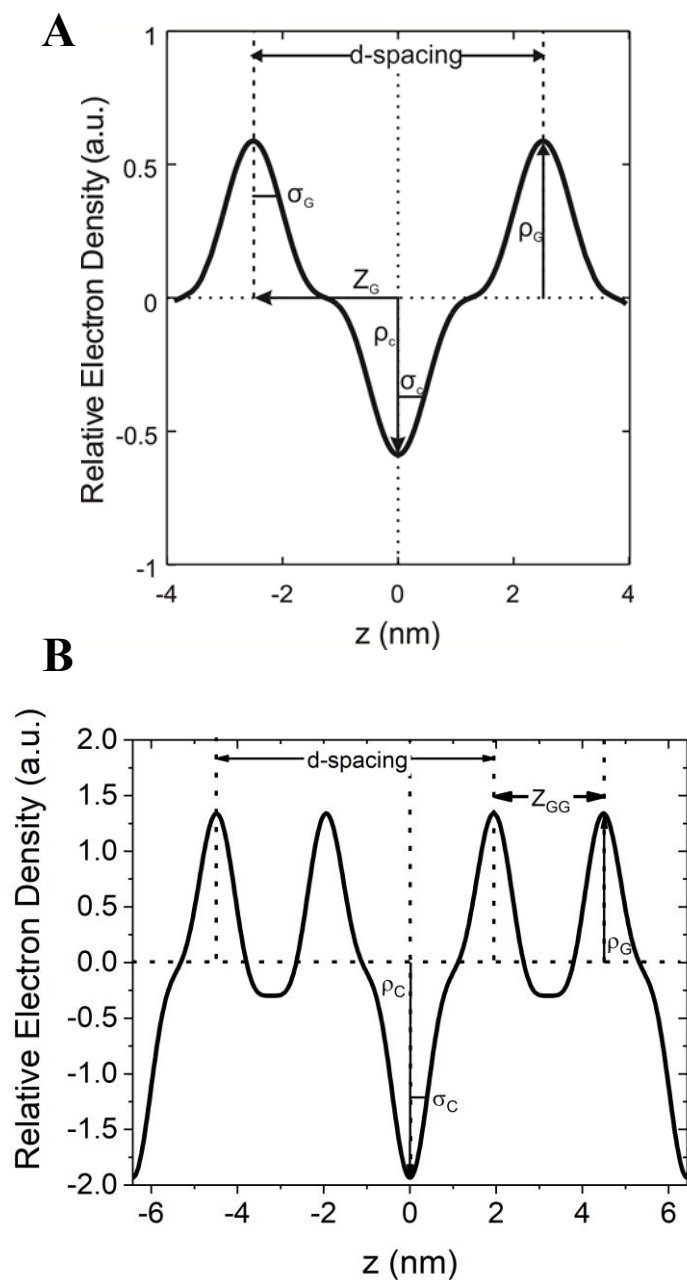 A
1
0.5
0
-0.5
-1
Relative Electron Density (a.u.)
d-spacing
σG
ρG
ZG
ρc
σc
-4
-2
0
2
4
z (nm)
B
2.0
1.5
1.0
0.5
0.0
-0.5
-1.0
-1.5
-2.0
Relative Electron Density (a.u.)
d-spacing
ZGG
ρG
ρC
σC
-6
-4
-2
0
2
4
6
z (nm)